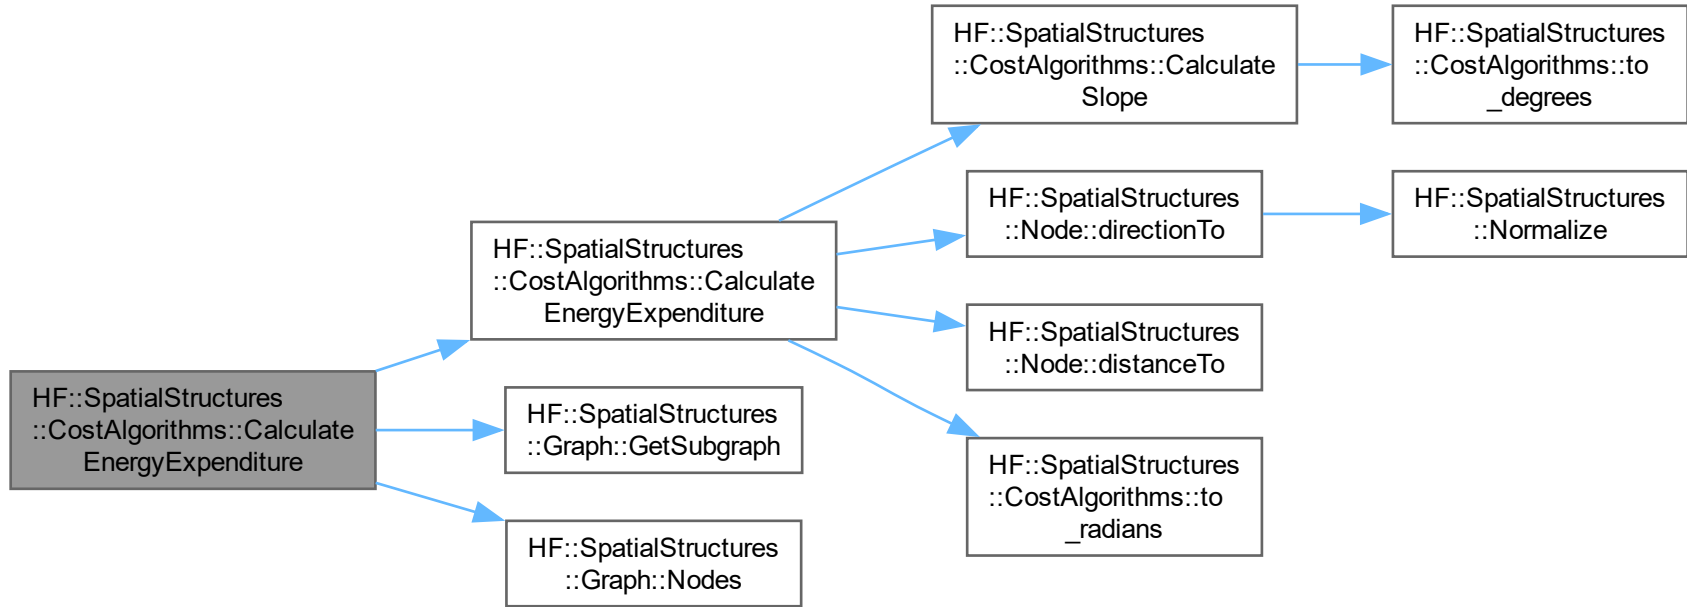 HF::SpatialStructures
::CostAlgorithms::Calculate
EnergyExpenditure
HF::SpatialStructures
::CostAlgorithms::Calculate
EnergyExpenditure
HF::SpatialStructures
::CostAlgorithms::Calculate
Slope
HF::SpatialStructures
::CostAlgorithms::to
_degrees
HF::SpatialStructures
::Node::directionTo
HF::SpatialStructures
::Normalize
HF::SpatialStructures
::Node::distanceTo
HF::SpatialStructures
::CostAlgorithms::to
_radians
HF::SpatialStructures
::Graph::GetSubgraph
HF::SpatialStructures
::Graph::Nodes